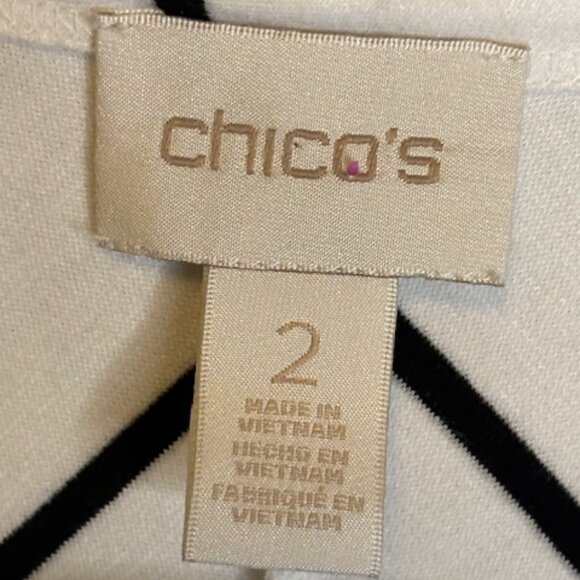 chico's
2
MADE IN
VIETNAM
HECHO EN
VIETNAM
FABRIQUÉ EN
VIETNAM